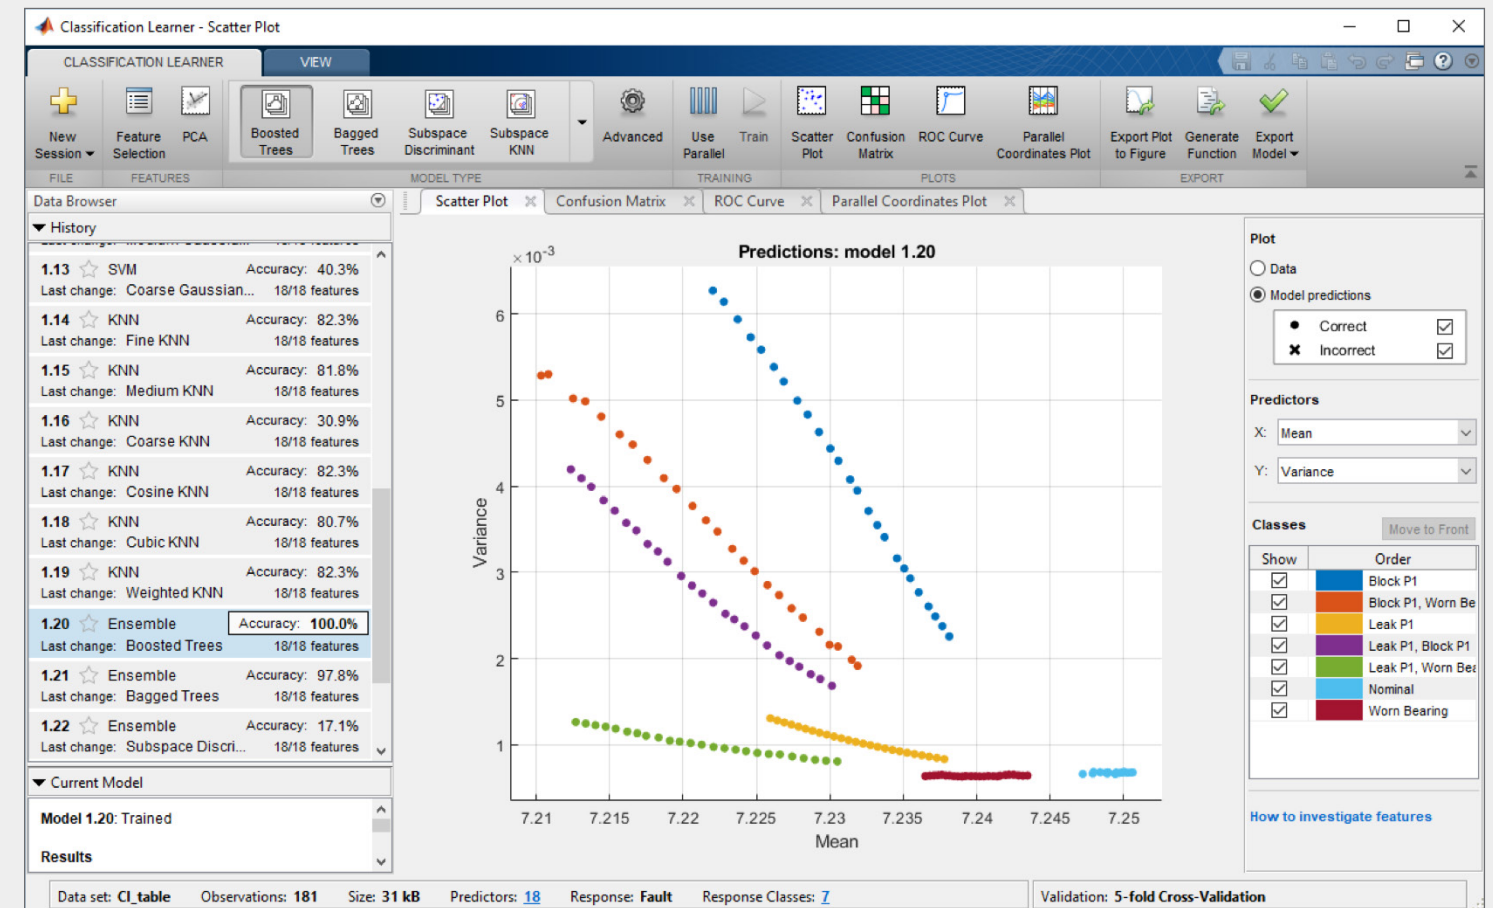 Classification Learner - Scatter Plot
CLASSIFICATION LEARNER VIEW
New Session
Feature Selection
PCA
Boosted Trees
Bagged Trees
Subspace Discriminant
Subspace KNN
Advanced
Use Parallel
Train
Scatter Plot
Confusion Matrix
ROC Curve
Parallel Coordinates Plot
Export Plot to Figure
Generate Function
Export Model
FILE FEATURES MODEL TYPE TRAINING PLOTS EXPORT
Data Browser
Scatter Plot Confusion Matrix ROC Curve Parallel Coordinates Plot
History
1.13 SVM Accuracy: 40.3%
Last change: Coarse Gaussian... 18/18 features
1.14 KNN Accuracy: 82.3%
Last change: Fine KNN 18/18 features
1.15 KNN Accuracy: 81.8%
Last change: Medium KNN 18/18 features
1.16 KNN Accuracy: 30.9%
Last change: Coarse KNN 18/18 features
1.17 KNN Accuracy: 82.3%
Last change: Cosine KNN 18/18 features
1.18 KNN Accuracy: 80.7%
Last change: Cubic KNN 18/18 features
1.19 KNN Accuracy: 82.3%
Last change: Weighted KNN 18/18 features
1.20 Ensemble Accuracy: 100.0%
Last change: Boosted Trees 18/18 features
1.21 Ensemble Accuracy: 97.8%
Last change: Bagged Trees 18/18 features
1.22 Ensemble Accuracy: 17.1%
Last change: Subspace Discri... 18/18 features
Current Model
Model 1.20: Trained
Results
Predictions: model 1.20
×10-3
6
5
4
3
2
1
Variance
7.21 7.215 7.22 7.225 7.23 7.235 7.24 7.245 7.25
Mean
Plot
Data
Model predictions
Correct
Incorrect
Predictors
X: Mean
Y: Variance
Classes Move to Front
Show Order
Block P1
Block P1, Worn Be
Leak P1
Leak P1, Block P1
Leak P1, Worn Bea
Nominal
Worn Bearing
How to investigate features
Data set: CI_table Observations: 181 Size: 31 kB Predictors: 18 Response: Fault Response Classes: 7 Validation: 5-fold Cross-Validation